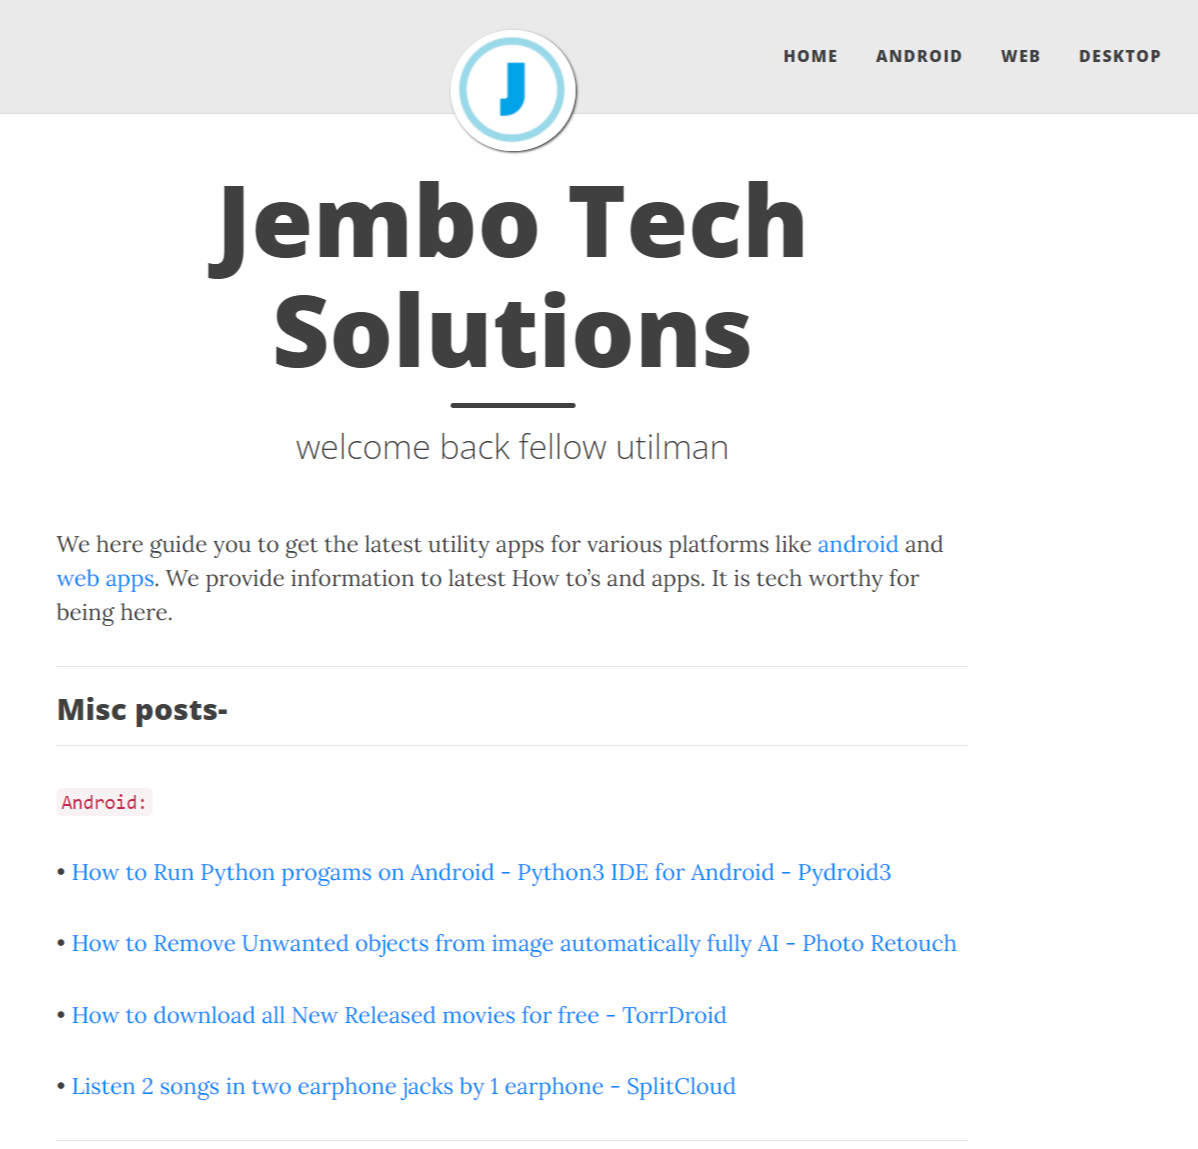 HOME ANDROID WEB DESKTOP
J
Jembo Tech
Solutions
welcome back fellow utilman
We here guide you to get the latest utility apps for various platforms like android and
web apps. We provide information to latest How to’s and apps. It is tech worthy for
being here.
Misc posts-
Android:
• How to Run Python progams on Android - Python3 IDE for Android - Pydroid3
• How to Remove Unwanted objects from image automatically fully AI - Photo Retouch
• How to download all New Released movies for free - TorrDroid
• Listen 2 songs in two earphone jacks by 1 earphone - SplitCloud